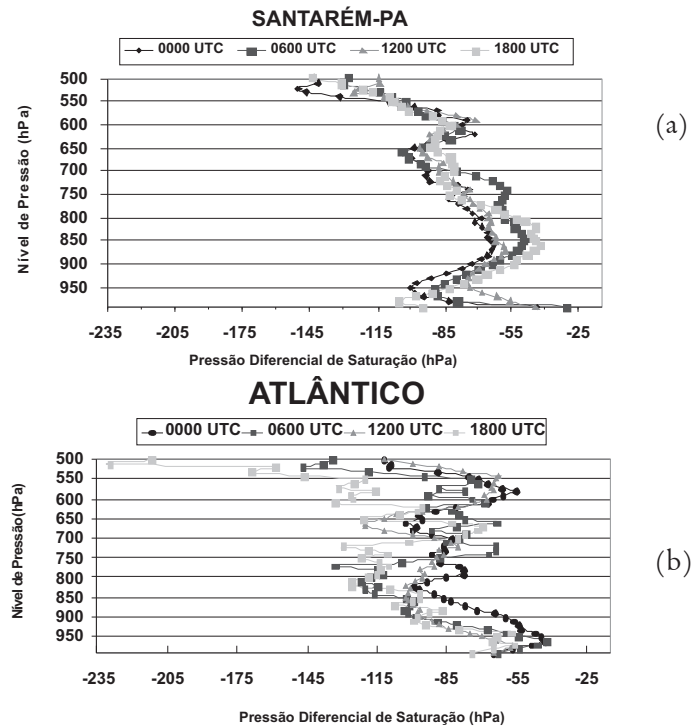 SANTARÉM-PA
0000 UTC 0600 UTC 1200 UTC 1800 UTC
500
550
600
650
700
750
800
850
900
950
Nível de Pressão (hPa)
(a)
-235 -205 -175 -145 -115 -85 -55 -25
Pressão Diferencial de Saturação (hPa)
ATLÂNTICO
0000 UTC 0600 UTC 1200 UTC 1800 UTC
500
550
600
650
700
750
800
850
900
950
Nível de Pressão(hPa)
(b)
-235 -205 -175 -145 -115 -85 -55 -25
Pressão Diferencial de Saturação (hPa)